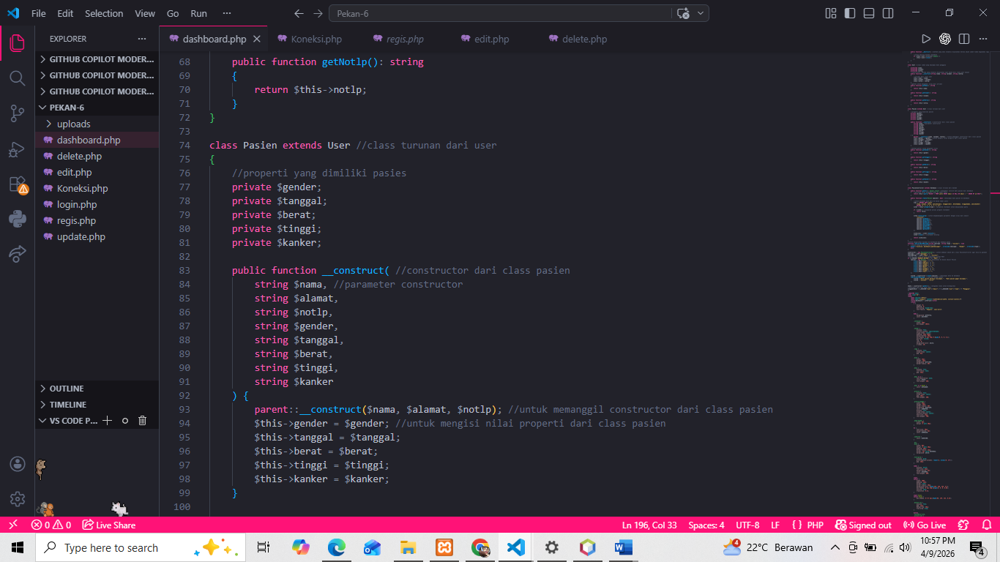 File Edit Selection View Go Run ···
Pekan-6
EXPLORER
GITHUB COPILOT MODER...
GITHUB COPILOT MODER...
GITHUB COPILOT MODER...
PEKAN-6
uploads
dashboard.php
delete.php
edit.php
Koneksi.php
login.php
regis.php
update.php
OUTLINE
TIMELINE
VS CODE P...
dashboard.php Koneksi.php regis.php edit.php delete.php
68 public function getNotlp(): string
69 {
70 return $this->notlp;
71 }
72 }
73
74 class Pasien extends User //class turunan dari user
75 {
76 //properti yang dimiliki pasies
77 private $gender;
78 private $tanggal;
79 private $berat;
80 private $tinggi;
81 private $kanker;
82
83 public function __construct( //constructor dari class pasien
84 string $nama, //parameter constructor
85 string $alamat,
86 string $notlp,
87 string $gender,
88 string $tanggal,
89 string $berat,
90 string $tinggi,
91 string $kanker
92 ) {
93 parent::__construct($nama, $alamat, $notlp); //untuk memanggil constructor dari class pasien
94 $this->gender = $gender; //untuk mengisi nilai properti dari class pasien
95 $this->tanggal = $tanggal;
96 $this->berat = $berat;
97 $this->tinggi = $tinggi;
98 $this->kanker = $kanker;
99 }
100
0 0 Live Share Ln 196, Col 33 Spaces: 4 UTF-8 LF { } PHP Signed out Go Live
Type here to search
4 22°C Berawan
10:57 PM
4/9/2026
4